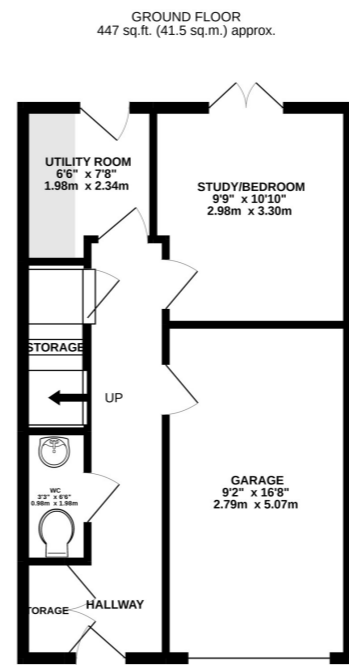 GROUND FLOOR
447 sq.ft. (41.5 sq.m.) approx.
UTILITY ROOM
6'6" x 7'8"
1.98m x 2.34m
STUDY/BEDROOM
9'9" x 10'10"
2.98m x 3.30m
STORAGE
UP
WC
3'3" x 6'6"
0.98m x 1.98m
GARAGE
9'2" x 16'8"
2.79m x 5.07m
TORAGE
HALLWAY